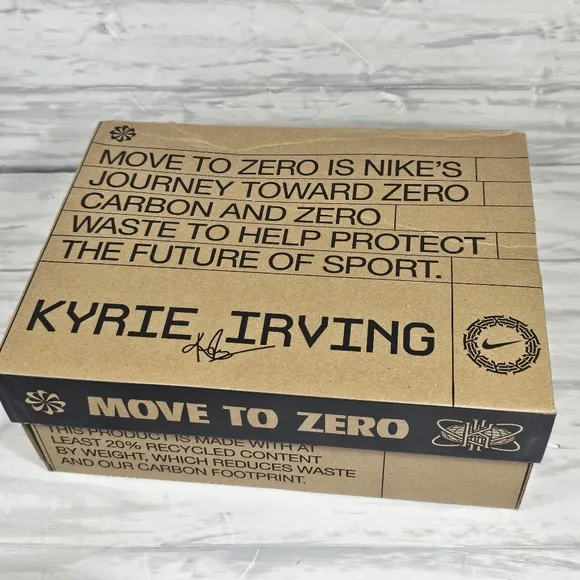 MOVE TO ZERO IS NIKE'S
JOURNEY TOWARD ZERO
CARBON AND ZERO
WASTE TO HELP PROTECT
THE FUTURE OF SPORT.
KYRIE IRVING
MOVE TO ZERO
THIS PRODUCT IS MADE WITH AT
LEAST 20% RECYCLED CONTENT
BY WEIGHT, WHICH REDUCES WASTE
AND OUR CARBON FOOTPRINT.